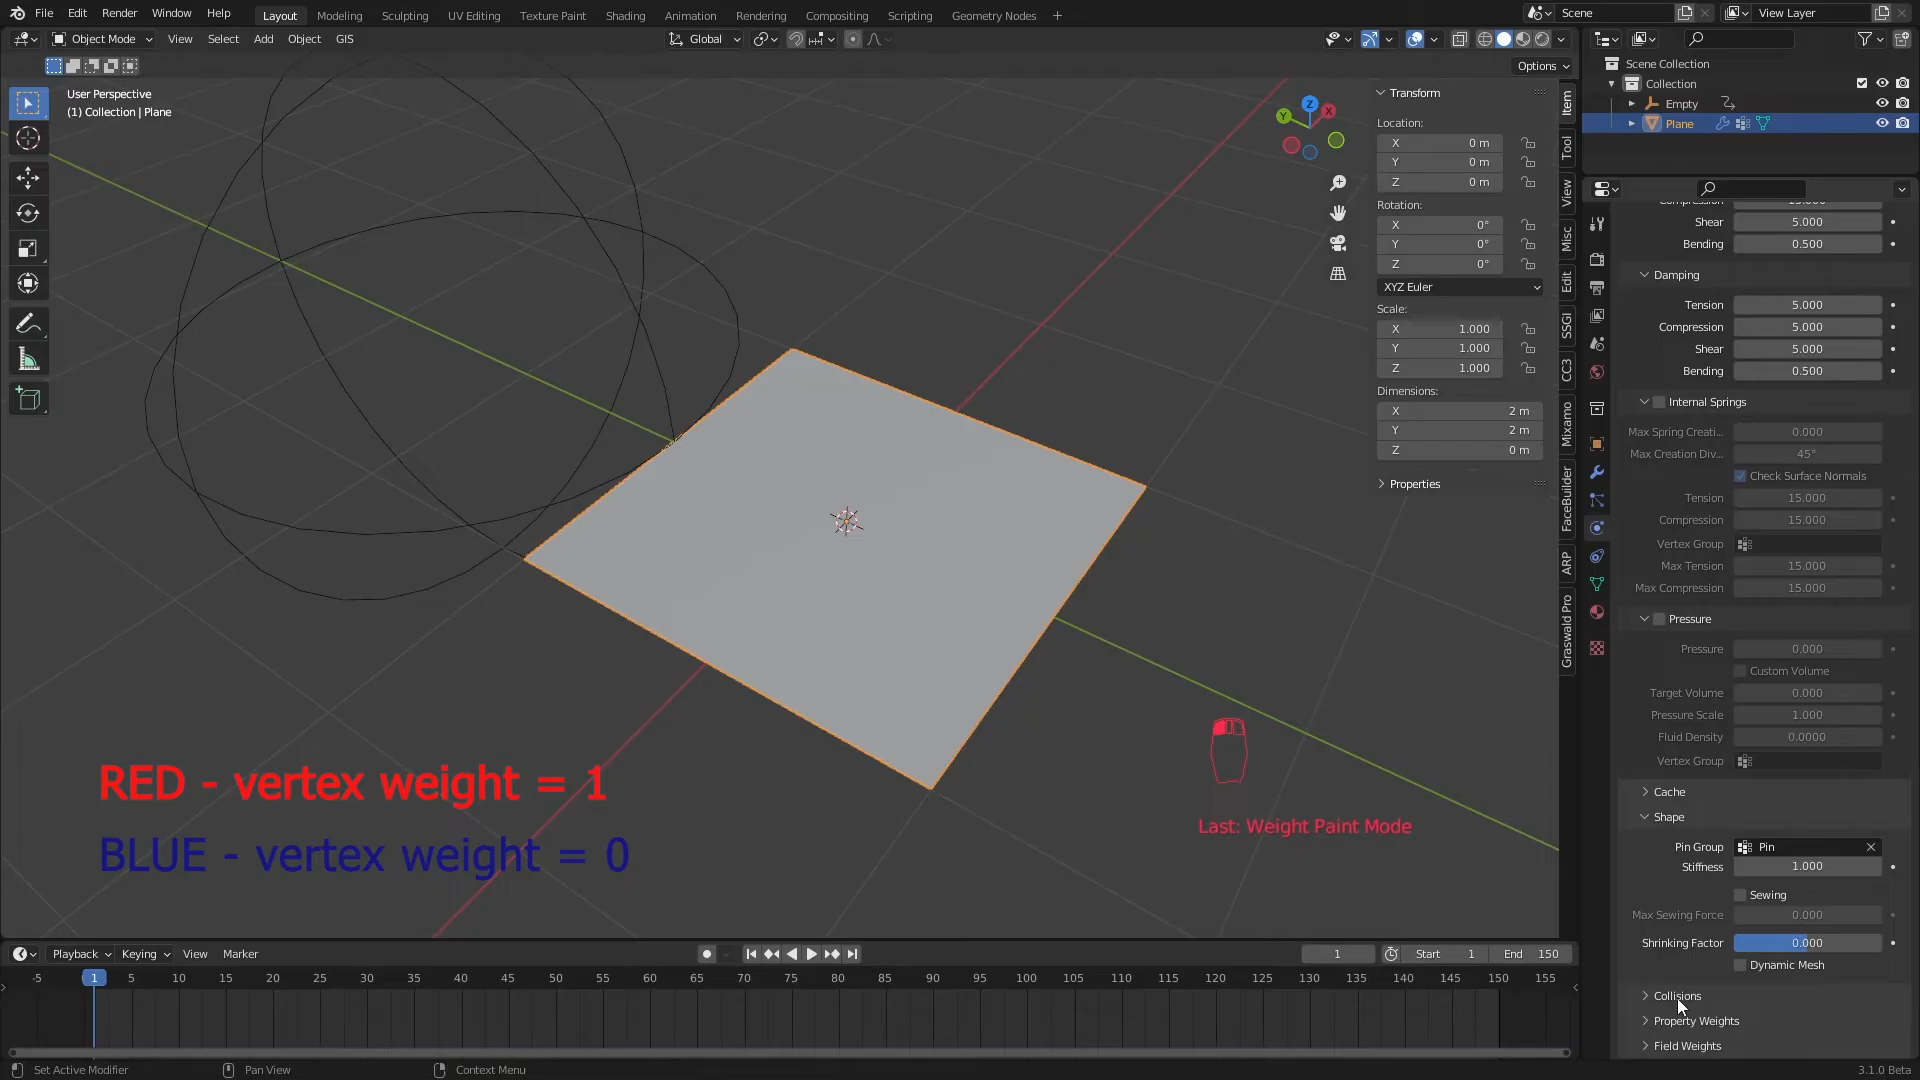 File Edit Render Window Help Layout Modeling Sculpting UV Editing Texture Paint Shading Animation Rendering Compositing Scripting Geometry Nodes + Scene View Layer
Object Mode View Select Add Object GIS Global
Options
User Perspective
(1) Collection | Plane
Z
Y
X
Transform
Location:
X 0 m
Y 0 m
Z 0 m
Rotation:
X 0°
Y 0°
Z 0°
XYZ Euler
Scale:
X 1.000
Y 1.000
Z 1.000
Dimensions:
X 2 m
Y 2 m
Z 0 m
Properties
Item
Tool
View
Misc
Edit
SSGI
CC3
Mixamo
FaceBuilder
ARP
Graswald Pro
Scene Collection
Collection
Empty
Plane
Shear 5.000
Bending 0.500
Damping
Tension 5.000
Compression 5.000
Shear 5.000
Bending 0.500
Internal Springs
Max Spring Creati... 0.000
Max Creation Div... 45°
Check Surface Normals
Tension 15.000
Compression 15.000
Vertex Group
Max Tension 15.000
Max Compression 15.000
Pressure
Pressure 0.000
Custom Volume
Target Volume 0.000
Pressure Scale 1.000
Fluid Density 0.0000
Vertex Group
Cache
Shape
Pin Group Pin
Stiffness 1.000
Sewing
Max Sewing Force 0.000
Shrinking Factor 0.000
Dynamic Mesh
Collisions
Property Weights
Field Weights
RED - vertex weight = 1
BLUE - vertex weight = 0
Last: Weight Paint Mode
Playback Keying View Marker 1 Start 1 End 150
-5 1 5 10 15 20 25 30 35 40 45 50 55 60 65 70 75 80 85 90 95 100 105 110 115 120 125 130 135 140 145 150 155
Set Active Modifier Pan View Context Menu 3.1.0 Beta